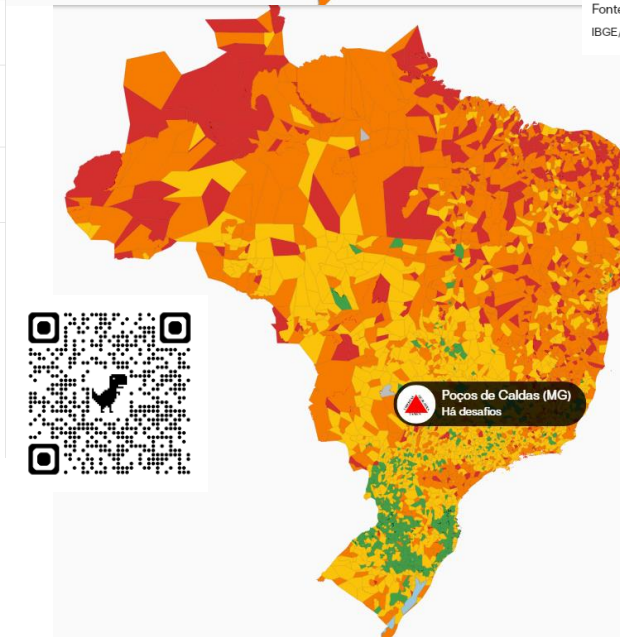 Fonte
IBGE/
Poços de Caldas (MG)
Há desafios